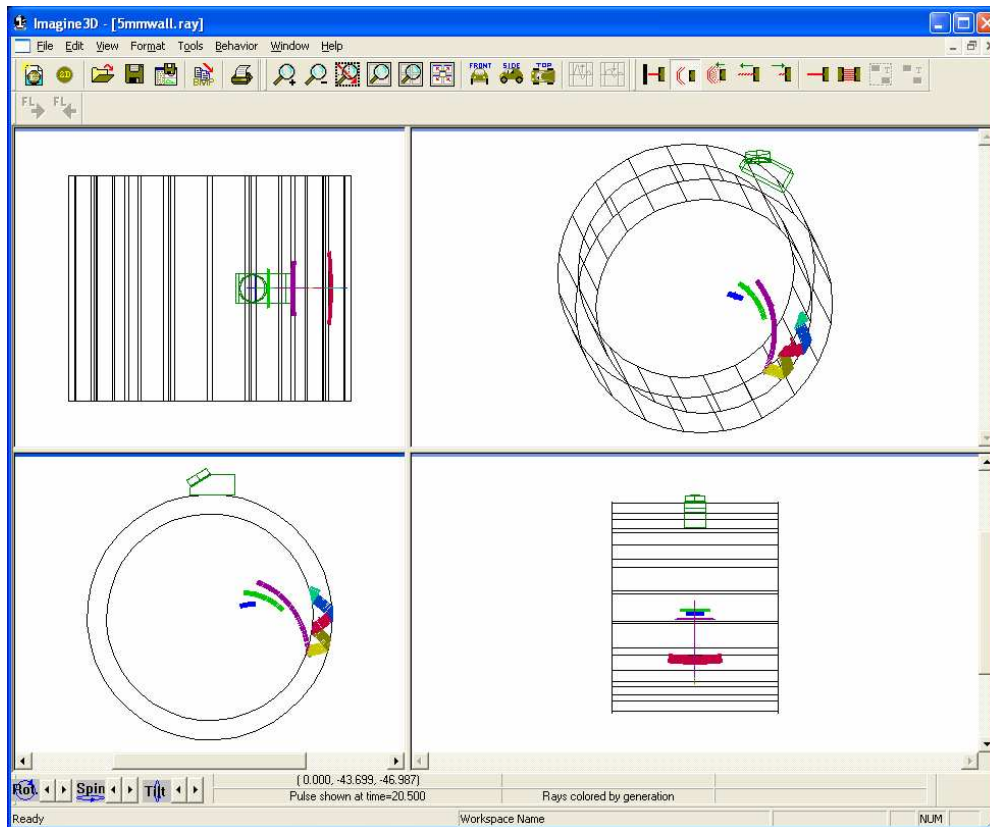 Imagine3D - [5mmwall.ray]
File Edit View Format Tools Behavior Window Help
2D BMP FRONT SIDE TOP
FL FL
( 0.000, -43.699, -46.987)
Rot. Spin Tilt
Pulse shown at time=20.500 Rays colored by generation
Ready Workspace Name NUM